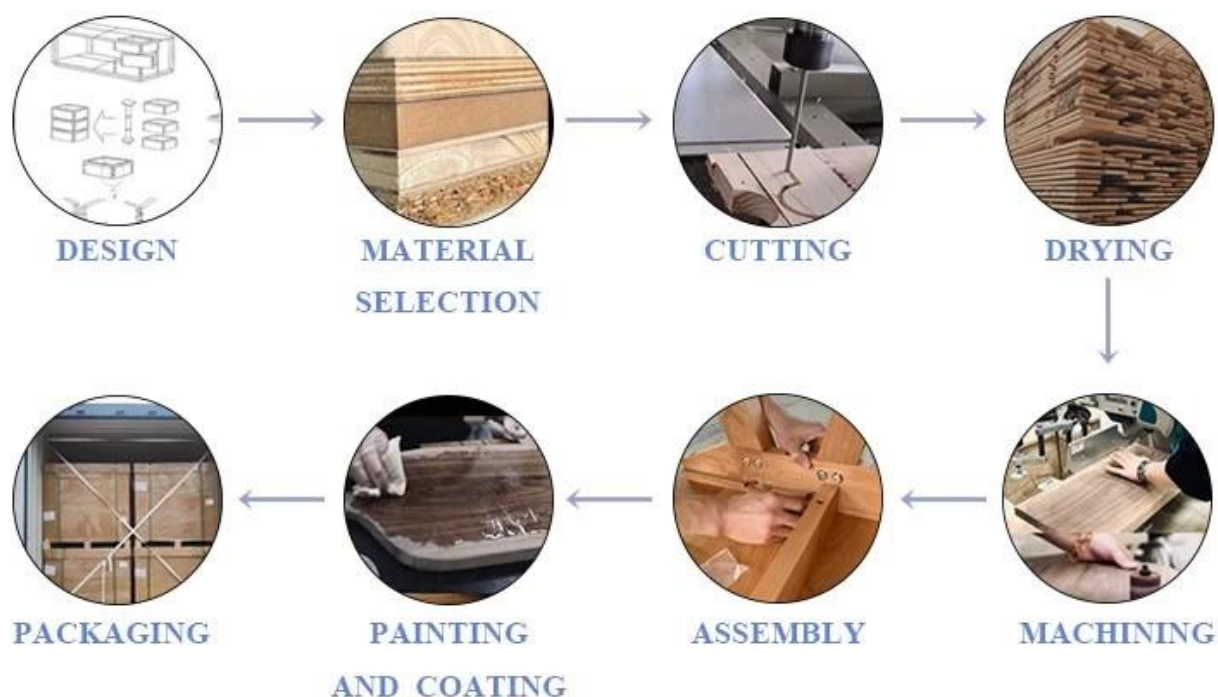 DESIGN
MATERIAL
SELECTION
CUTTING
DRYING
MACHINING
ASSEMBLY
PAINTING
AND COATING
PACKAGING